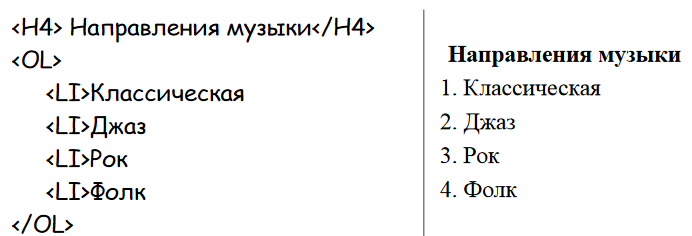 <H4> Направления музыки</H4>
<OL>
<LI>Классическая
<LI>Джаз
<LI>Рок
<LI>Фолк
</OL>
Направления музыки
1. Классическая
2. Джаз
3. Рок
4. Фолк